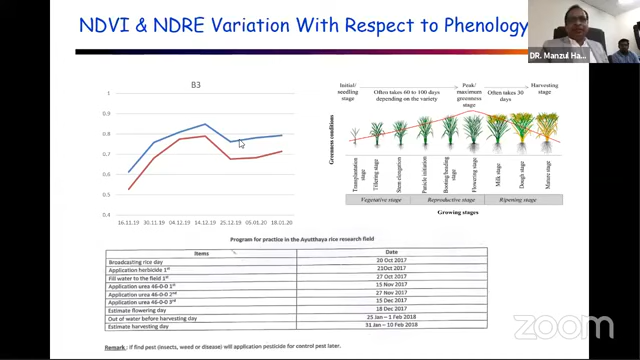 NDVI & NDRE Variation With Respect to Phenology
DR. Manzul Ha...
B3
1
0.9
0.8
0.7
0.6
0.5
0.4
16.11.19 30.11.19 04.12.19 14.12.19 25.12.19 05.01.20 18.01.20
Initial/ seedling stage
Often takes 60 to 100 days depending on the variety
Peak/ maximum greenness stage
Often takes 30 days
Harvesting stage
Greenness conditions
Transplantation stage
Tillering stage
Stem elongation
Panicle initiation
Booting/heading stage
Flowering stage
Milk stage
Dough stage
Mature stage
Vegetative stage Reproductive stage Ripening stage
Growing stages
Program for practice in the Ayutthaya rice research field
Items Date
Broadcasting rice day 20 Oct 2017
Application herbicide 1st 21Oct 2017
Fill water to the field 1st 27 Oct 2017
Application urea 46-0-0 1st 15 Nov 2017
Application urea 46-0-0 2nd 27 Nov 2017
Application urea 46-0-0 3rd 15 Dec 2017
Estimate flowering day 18 Dec 2017
Out of water before harvesting day 25 Jan – 1 Feb 2018
Estimate harvesting day 31 Jan – 10 Feb 2018
Remark : If find pest (insects, weed or disease) will application pesticide for control pest later.
zoom